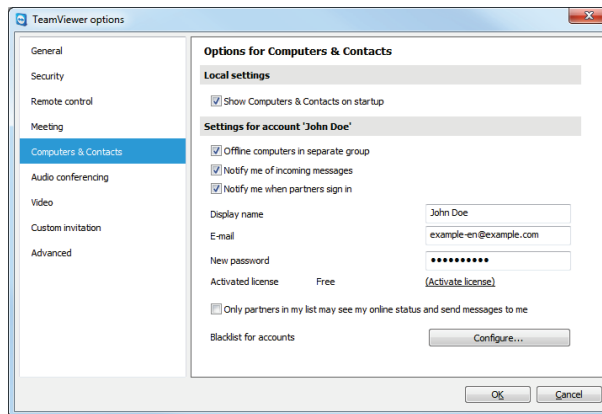 TeamViewer options
General
Security
Remote control
Meeting
Computers & Contacts
Audio conferencing
Video
Custom invitation
Advanced
Options for Computers & Contacts
Local settings
Show Computers & Contacts on startup
Settings for account 'John Doe'
Offline computers in separate group
Notify me of incoming messages
Notify me when partners sign in
Display name John Doe
E-mail example-en@example.com
New password ••••••••••
Activated license Free (Activate license)
Only partners in my list may see my online status and send messages to me
Blacklist for accounts Configure...
OK Cancel